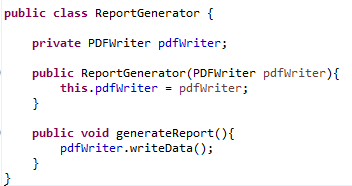 public class ReportGenerator {
private PDFWriter pdfWriter;
public ReportGenerator(PDFWriter pdfWriter){
this.pdfWriter = pdfWriter;
}
public void generateReport(){
pdfWriter.writeData();
}
}